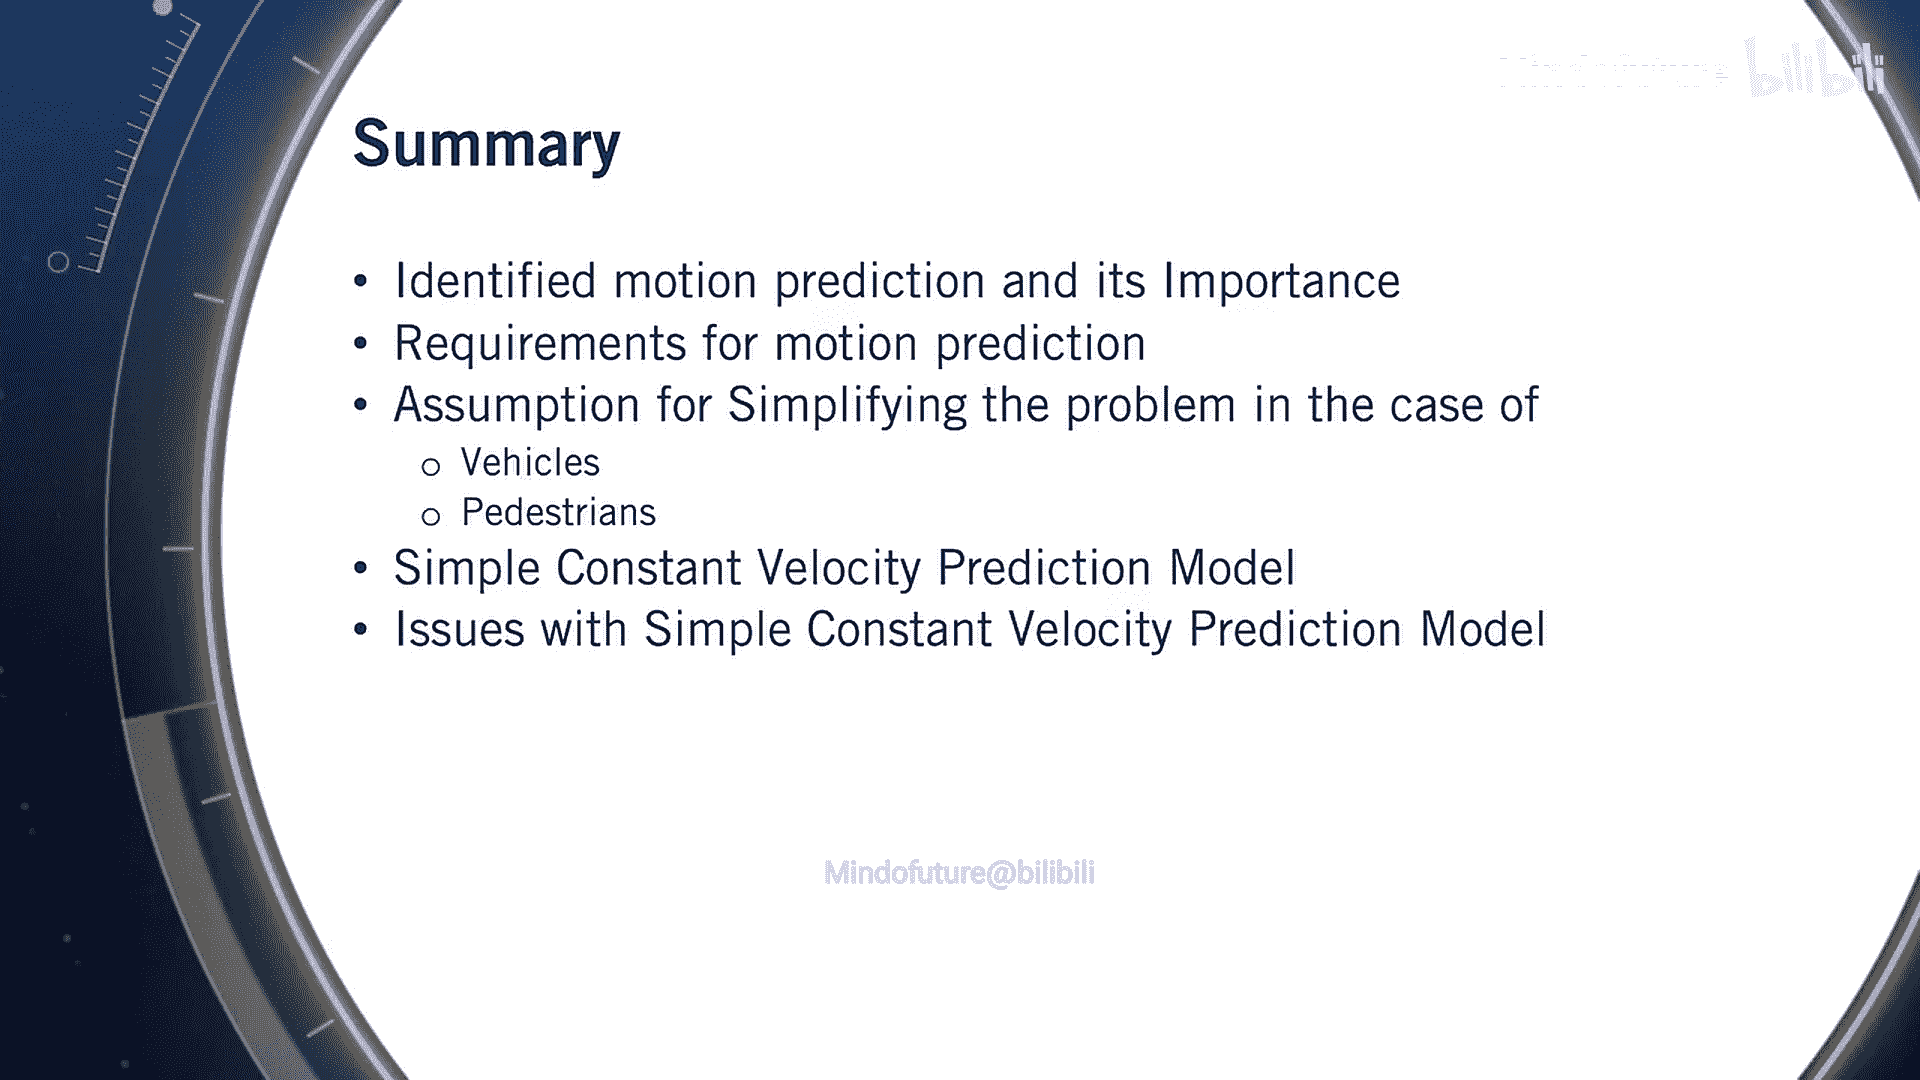 bilibili
Summary
• Identified motion prediction and its Importance
• Requirements for motion prediction
• Assumption for Simplifying the problem in the case of
o Vehicles
o Pedestrians
• Simple Constant Velocity Prediction Model
• Issues with Simple Constant Velocity Prediction Model
Mindofuture@bilibili